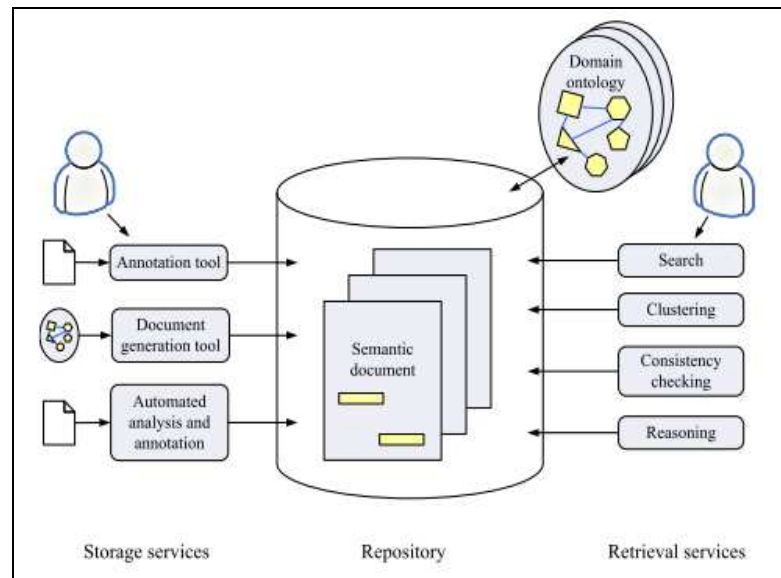 Domain
ontology
Annotation tool
Document
generation tool
Automated
analysis and
annotation
Semantic
document
Search
Clustering
Consistency
checking
Reasoning
Storage services
Repository
Retrieval services